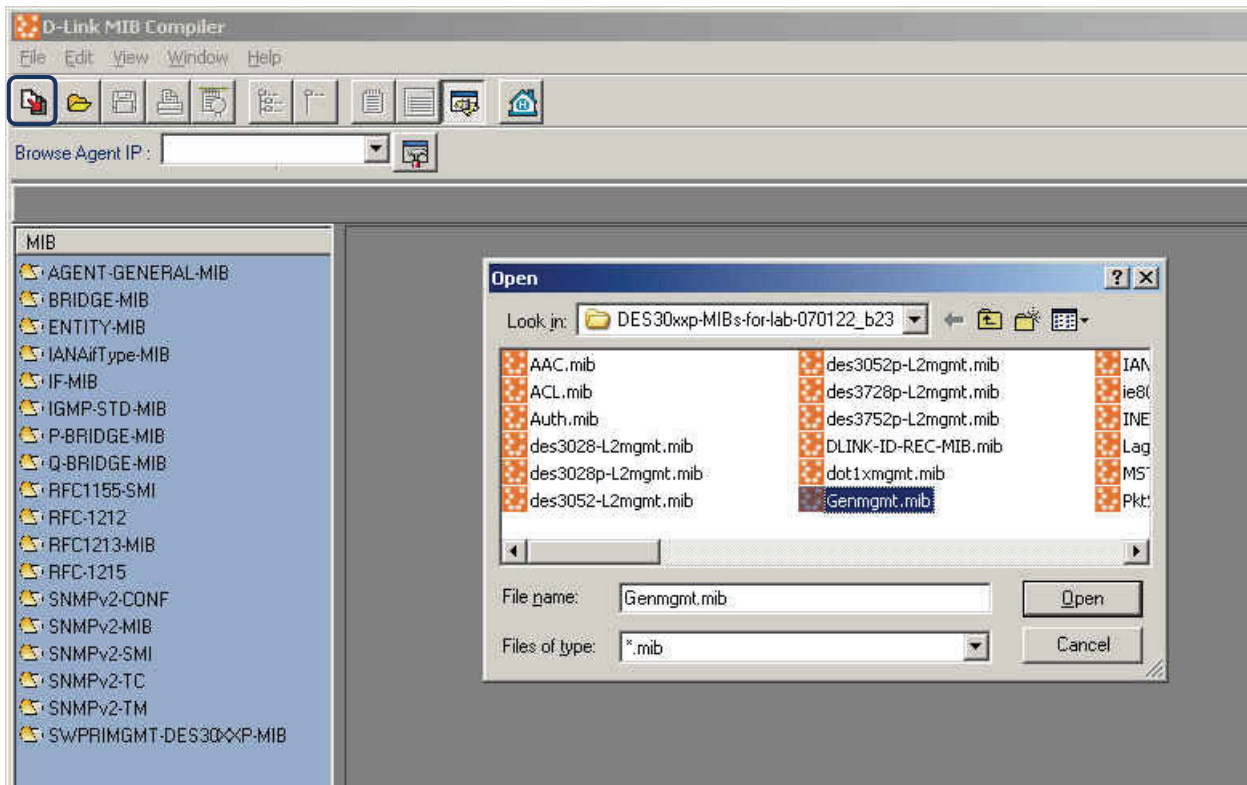 D-Link MIB Compiler
File Edit View Window Help
Browse Agent IP :
MIB
AGENT-GENERAL-MIB
BRIDGE-MIB
ENTITY-MIB
IANAifType-MIB
IF-MIB
IGMP-STD-MIB
P-BRIDGE-MIB
Q-BRIDGE-MIB
RFC1155-SMI
RFC-1212
RFC1213-MIB
RFC-1215
SNMPv2-CONF
SNMPv2-MIB
SNMPv2-SMI
SNMPv2-TC
SNMPv2-TM
SWPRIMGMT-DES30XXP-MIB
Open
Look in: DES30xxp-MIBs-for-lab-070122_b23
AAC.mib des3052p-L2mgmt.mib IAN
ACL.mib des3728p-L2mgmt.mib
Auth.mib des3752p-L2mgmt.mib INE
des3028-L2mgmt.mib DLINK-ID-REC-MIB.mib Lag
des3028p-L2mgmt.mib dot1xmgmt.mib MS
des3052-L2mgmt.mib Genmgmt.mib Pkt
File name: Genmgmt.mib Open
Files of type: *.mib Cancel